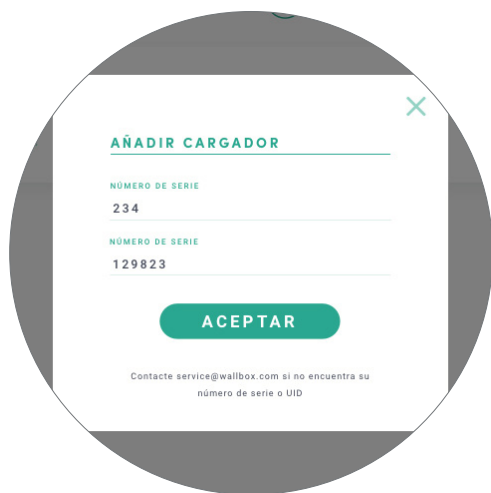 AÑADIR CARGADOR
NÚMERO DE SERIE
234
NÚMERO DE SERIE
129823
ACEPTAR
Contacte service@wallbox.com si no encuentra su
número de serie o UID